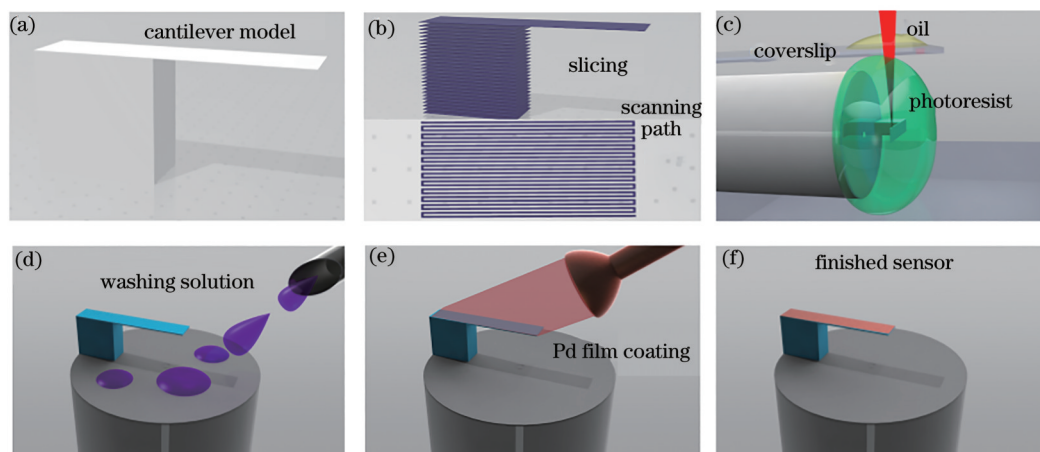 (a)
cantilever model
(b)
slicing
scanning
path
(c)
oil
coverslip
photoresist
(d)
washing solution
(e)
Pd film coating
(f)
finished sensor